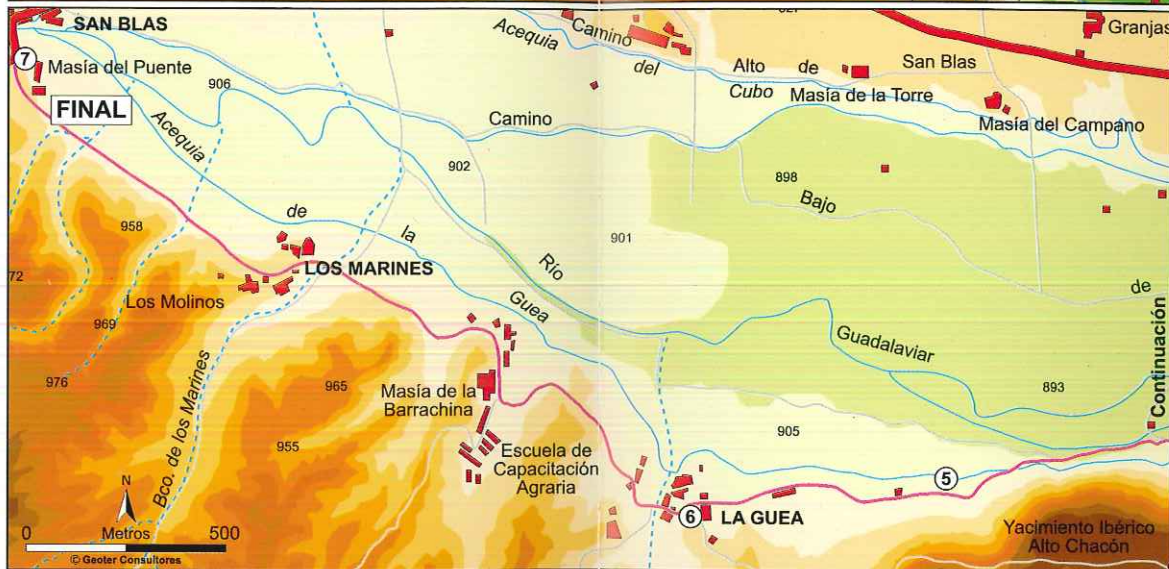 SAN BLAS
7
Masía del Puente
FINAL
906
Acequia
Acequia
Camino
del
Alto de San Blas
Cubo
Masía de la Torre
Granjas
Masía del Campano
Camino
902
898
Bajo
de
958
de
la
Guea
901
Río
Guadalaviar
72
LOS MARINES
Los Molinos
969
976
Bco. de los Marines
965
955
Masía de la
Barrachina
Escuela de
Capacitación
Agraria
893
905
Continuación
5
6
LA GUEA
Yacimiento Ibérico
Alto Chacón
N
0 Metros 500
© Geoter Consultores